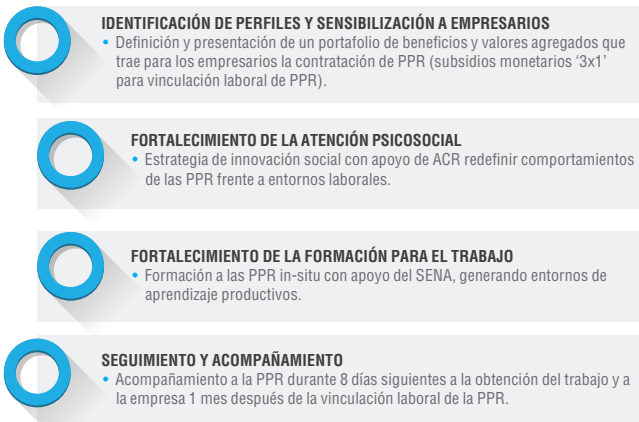 IDENTIFICACIÓN DE PERFILES Y SENSIBILIZACIÓN A EMPRESARIOS
• Definición y presentación de un portafolio de beneficios y valores agregados que
trae para los empresarios la contratación de PPR (subsidios monetarios ‘3x1’
para vinculación laboral de PPR).
FORTALECIMIENTO DE LA ATENCIÓN PSICOSOCIAL
• Estrategia de innovación social con apoyo de ACR redefinir comportamientos
de las PPR frente a entornos laborales.
FORTALECIMIENTO DE LA FORMACIÓN PARA EL TRABAJO
• Formación a las PPR in-situ con apoyo del SENA, generando entornos de
aprendizaje productivos.
SEGUIMIENTO Y ACOMPAÑAMIENTO
• Acompañamiento a la PPR durante 8 días siguientes a la obtención del trabajo y a
la empresa 1 mes después de la vinculación laboral de la PPR.